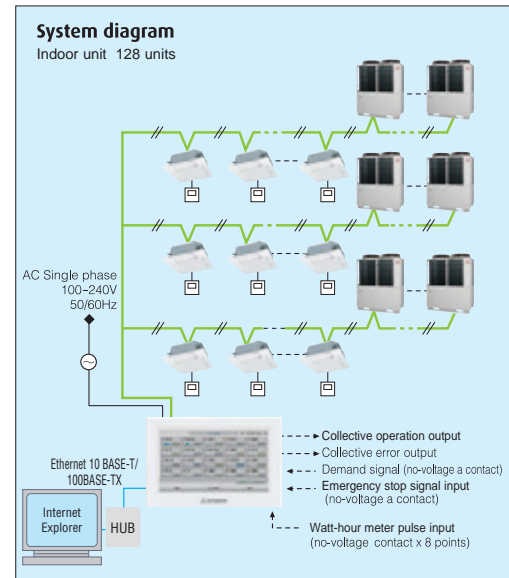 System diagram
Indoor unit 128 units
AC Single phase
100-240V
50/60Hz
Ethernet 10 BASE-T/
100BASE-TX
Internet
Explorer
HUB
Collective operation output
Collective error output
Demand signal (no-voltage a contact)
Emergency stop signal input
(no-voltage a contact)
Watt-hour meter pulse input
(no-voltage contact x 8 points)